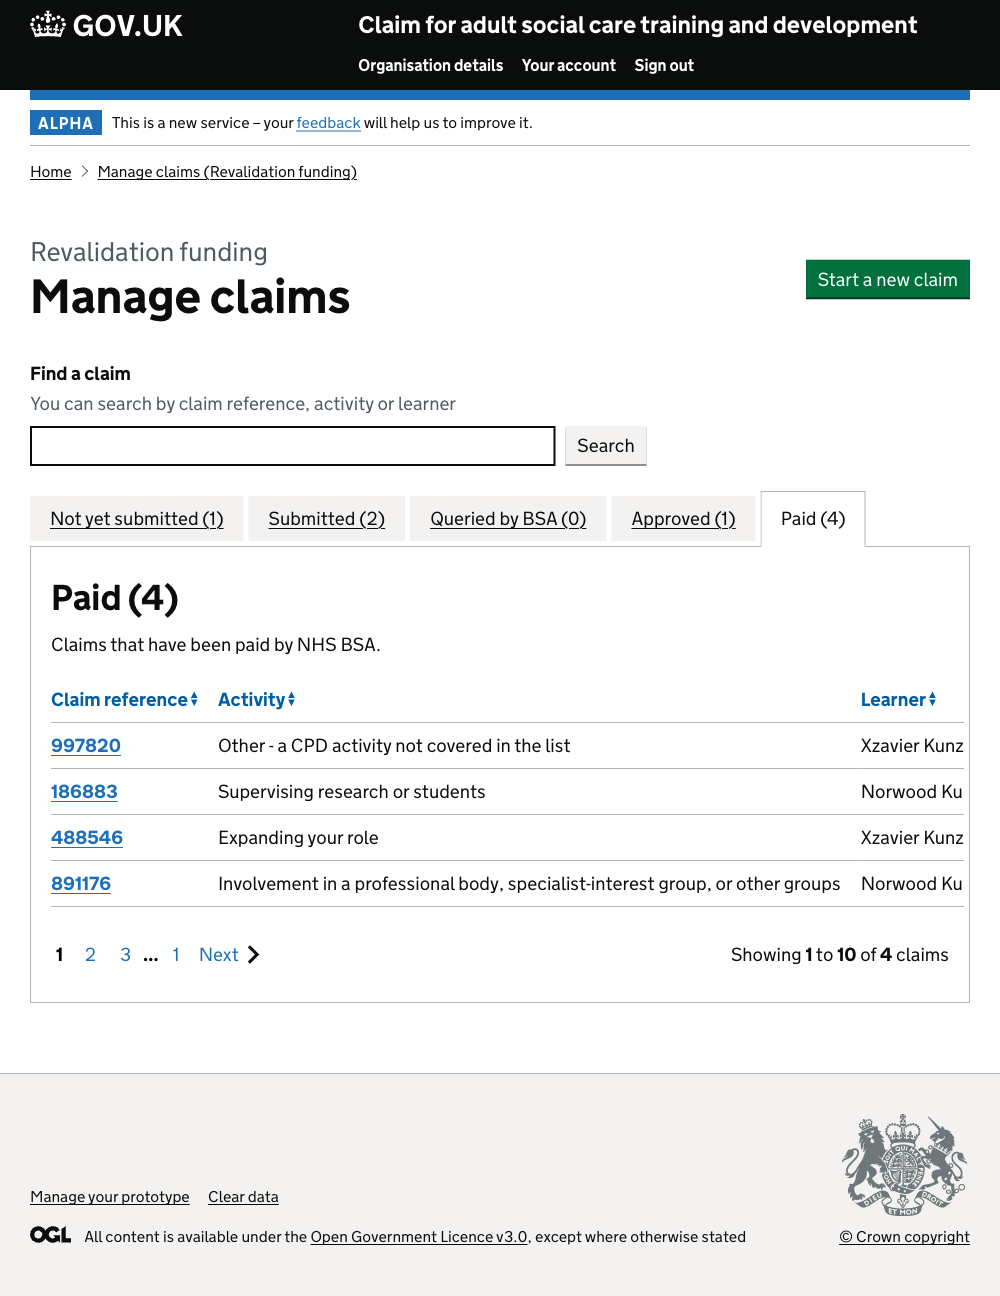 GOV.UK
Claim for adult social care training and development
Organisation details Your account Sign out
ALPHA This is a new service – your feedback will help us to improve it.
Home Manage claims (Revalidation funding)
Revalidation funding
Manage claims
Start a new claim
Find a claim
You can search by claim reference, activity or learner
Search
Not yet submitted (1) Submitted (2) Queried by BSA (0) Approved (1) Paid (4)
Paid (4)
Claims that have been paid by NHS BSA.
Claim reference Activity Learner
997820 Other - a CPD activity not covered in the list Xzavier Kunz
186883 Supervising research or students Norwood Ku
488546 Expanding your role Xzavier Kunz
891176 Involvement in a professional body, specialist-interest group, or other groups Norwood Ku
1 2 3 ... 1 Next Showing 1 to 10 of 4 claims
Manage your prototype Clear data
OGL All content is available under the Open Government Licence v3.0, except where otherwise stated
© Crown copyright